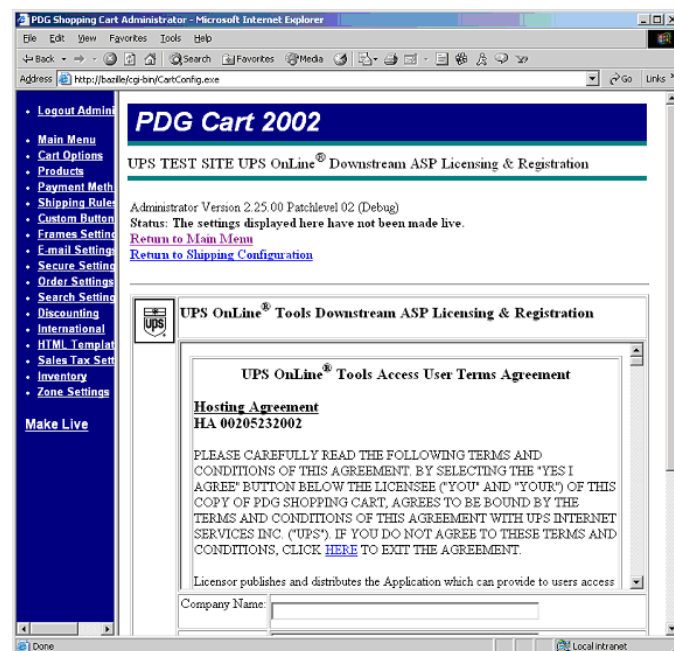 PDG Shopping Cart Administrator - Microsoft Internet Explorer
File Edit View Favorites Tools Help
Back Search Favorites Media
Address http://bazille/cgi-bin/CartConfig.exe Go Links
Logout Admini
Main Menu
Cart Options
Products
Payment Meth
Shipping Rule
Custom Button
Frames Setting
E-mail Setting
Secure Setting
Order Settings
Search Setting
Discounting
International
HTML Templat
Sales Tax Sett
Inventory
Zone Settings
Make Live
PDG Cart 2002
UPS TEST SITE UPS OnLine® Downstream ASP Licensing & Registration
Administrator Version 2.25.00 Patchlevel 02 (Debug)
Status: The settings displayed here have not been made live.
Return to Main Menu
Return to Shipping Configuration
ups
UPS OnLine® Tools Downstream ASP Licensing & Registration
UPS OnLine® Tools Access User Terms Agreement
Hosting Agreement
HA 00205232002
PLEASE CAREFULLY READ THE FOLLOWING TERMS AND
CONDITIONS OF THIS AGREEMENT. BY SELECTING THE "YES I
AGREE" BUTTON BELOW THE LICENSEE ("YOU" AND "YOUR") OF THIS
COPY OF PDG SHOPPING CART, AGREES TO BE BOUND BY THE
TERMS AND CONDITIONS OF THIS AGREEMENT WITH UPS INTERNET
SERVICES INC. ("UPS"). IF YOU DO NOT AGREE TO THESE TERMS AND
CONDITIONS, CLICK HERE TO EXIT THE AGREEMENT.
Licensor publishes and distributes the Application which can provide to users access
Company Name:
Done Local intranet